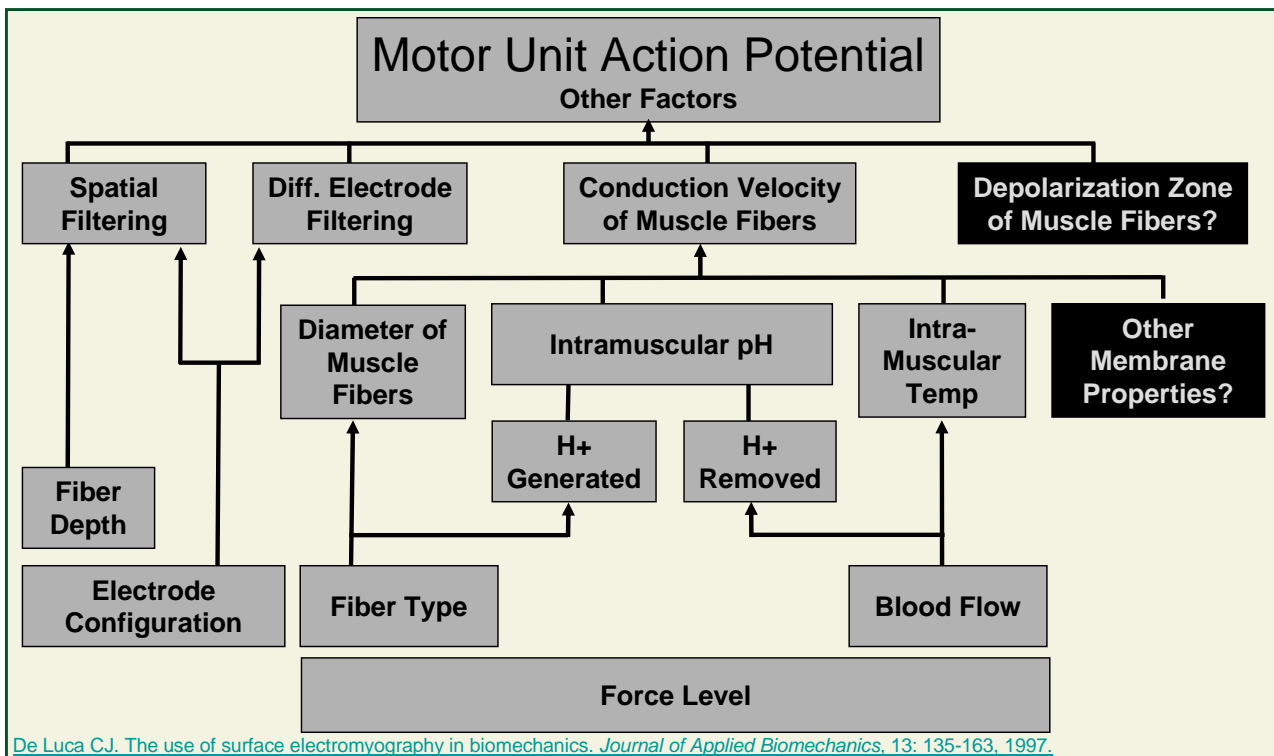 Motor Unit Action Potential
Other Factors
Spatial
Filtering
Diff. Electrode
Filtering
Conduction Velocity
of Muscle Fibers
Depolarization Zone
of Muscle Fibers?
Diameter of
Muscle
Fibers
Intramuscular pH
Intra-
Muscular
Temp
Other
Membrane
Properties?
H+
Generated
H+
Removed
Fiber
Depth
Electrode
Configuration
Fiber Type
Blood Flow
Force Level
De Luca CJ. The use of surface electromyography in biomechanics. Journal of Applied Biomechanics, 13: 135-163, 1997.